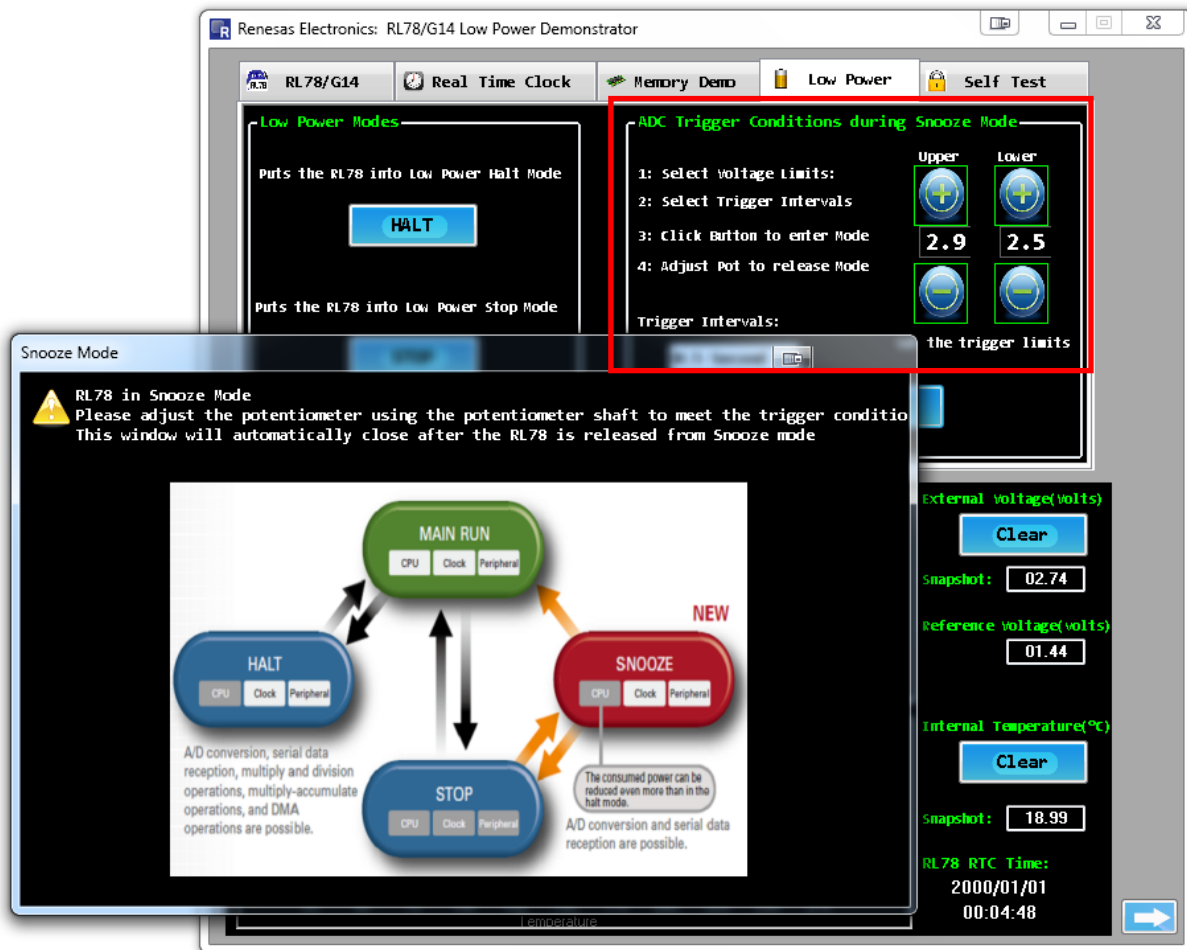 Renesas Electronics: RL78/G14 Low Power Demonstrator
RL78/G14
Real Time Clock
Memory Demo
Low Power
Self Test
Low Power Modes
Puts the RL78 into Low Power Halt Mode
HALT
Puts the RL78 into Low Power Stop Mode
STOP
ADC Trigger Conditions during Snooze Mode
Upper Lower
1: Select Voltage Limits:
2: Select Trigger Intervals
3: Click Button to enter Mode
2.9 2.5
4: Adjust Pot to release Mode
Trigger Intervals:
the trigger limits
Snooze Mode
RL78 in Snooze Mode
Please adjust the potentiometer using the potentiometer shaft to meet the trigger conditio
This window will automatically close after the RL78 is released from Snooze mode
MAIN RUN
CPU Clock Peripheral
NEW
HALT
CPU Clock Peripheral
SNOOZE
CPU Clock Peripheral
A/D conversion, serial data
reception, multiply and division
operations, multiply-accumulate
operations, and DMA
operations are possible.
STOP
CPU Clock Peripheral
The consumed power can be
reduced even more than in the
halt mode.
A/D conversion and serial data
reception are possible.
External Voltage(Volts)
Clear
Snapshot: 02.74
Reference Voltage(Volts)
01.44
Internal Temperature(°C)
Clear
Snapshot: 18.99
RL78 RTC Time:
2000/01/01
00:04:48
Temperature